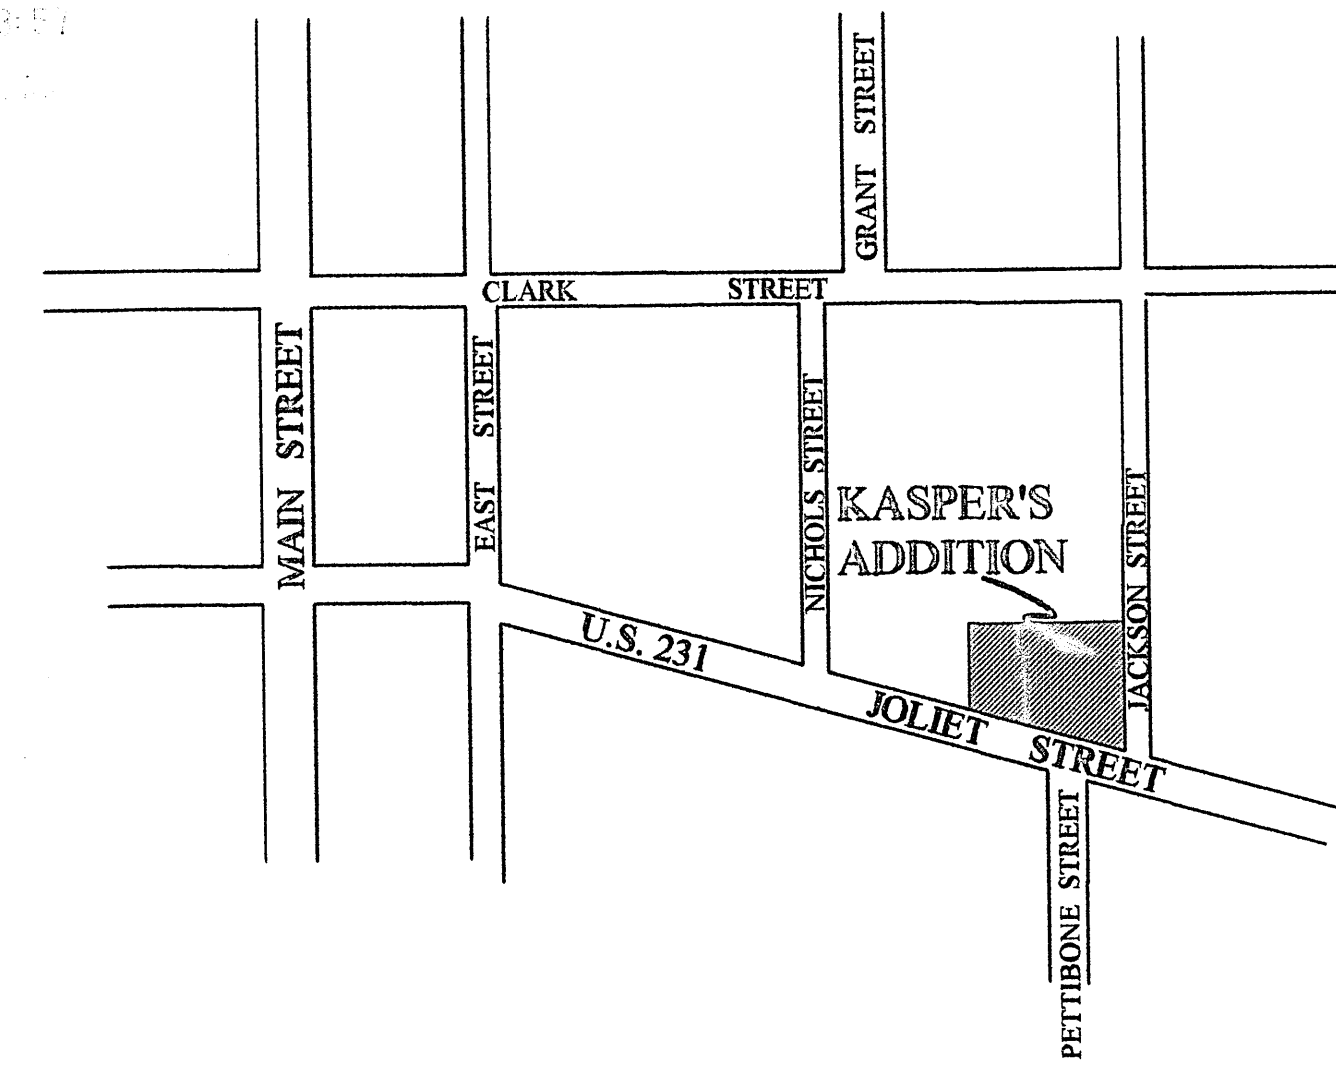 GRANT STREET
CLARK STREET
MAIN STREET
EAST STREET
NICHOLS STREET
KASPER'S
ADDITION
JACKSON STREET
U.S. 231
JOLIET STREET
PETTIBONE STREET